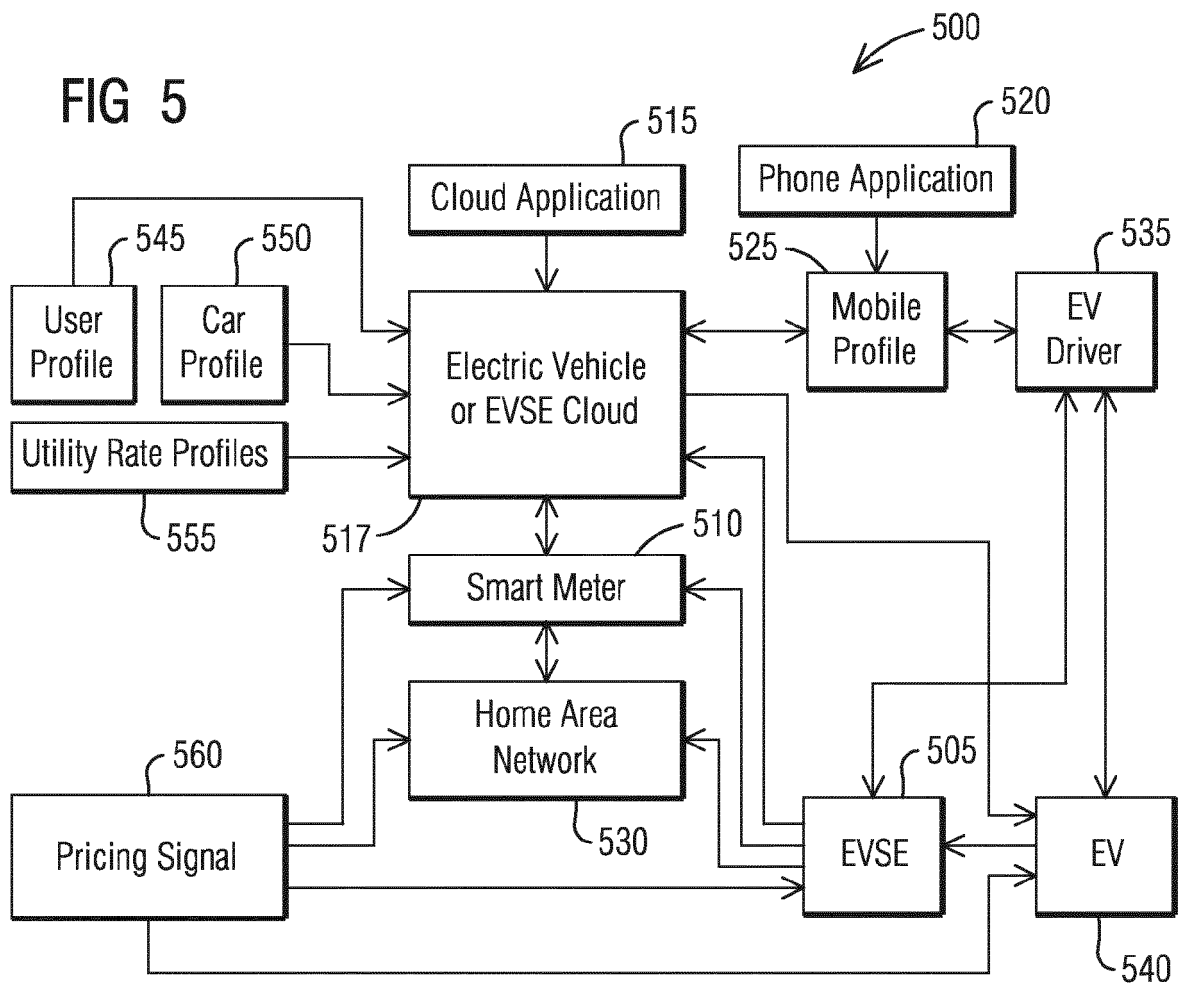 500
FIG 5
515
520
Cloud Application
Phone Application
545
550
525
535
User
Profile
Car
Profile
Mobile
Profile
EV
Driver
Electric Vehicle
or EVSE Cloud
Utility Rate Profiles
555
517
510
Smart Meter
Home Area
Network
560
505
530
Pricing Signal
EVSE
EV
540